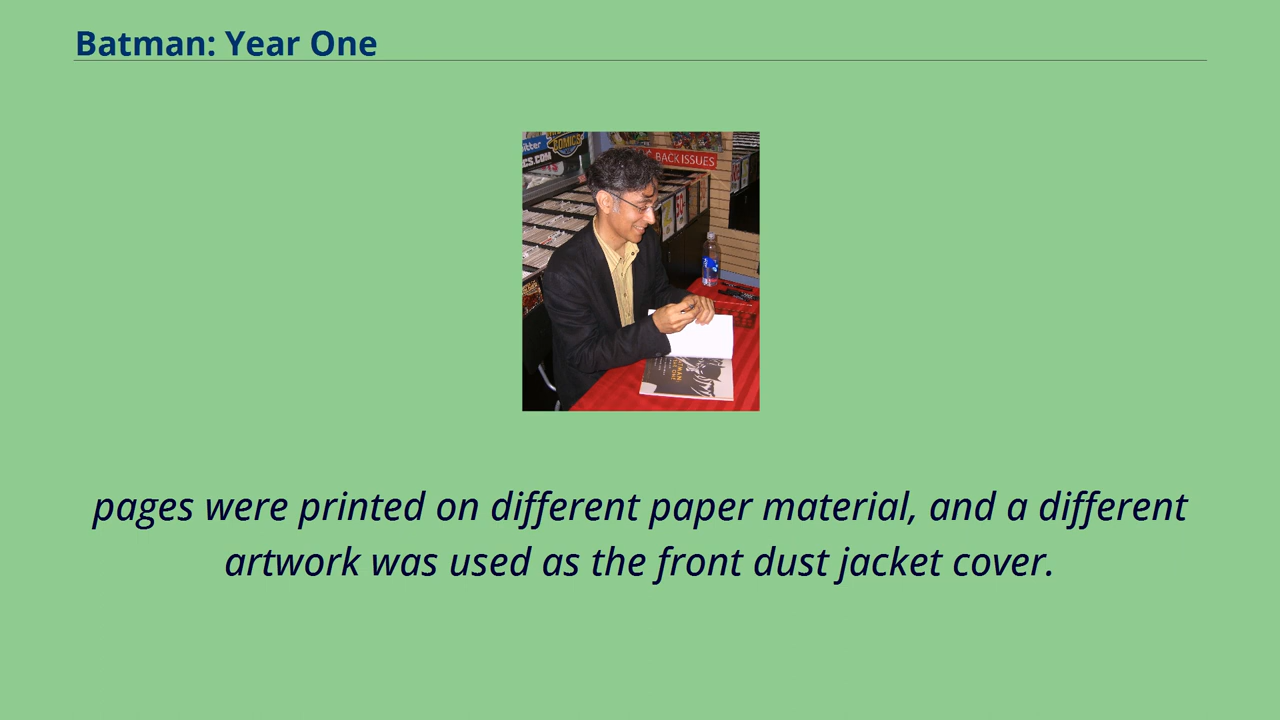 Batman: Year One
COMICS
BACK ISSUES
pages were printed on different paper material, and a different
artwork was used as the front dust jacket cover.